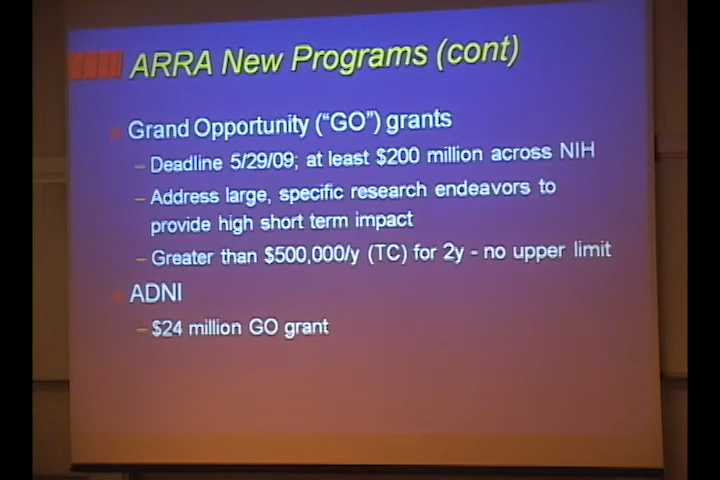 ARRA New Programs (cont)
Grand Opportunity ("GO") grants
– Deadline 5/29/09; at least $200 million across NIH
– Address large, specific research endeavors to
provide high short term impact
– Greater than $500,000/y (TC) for 2y - no upper limit
ADNI
– $24 million GO grant